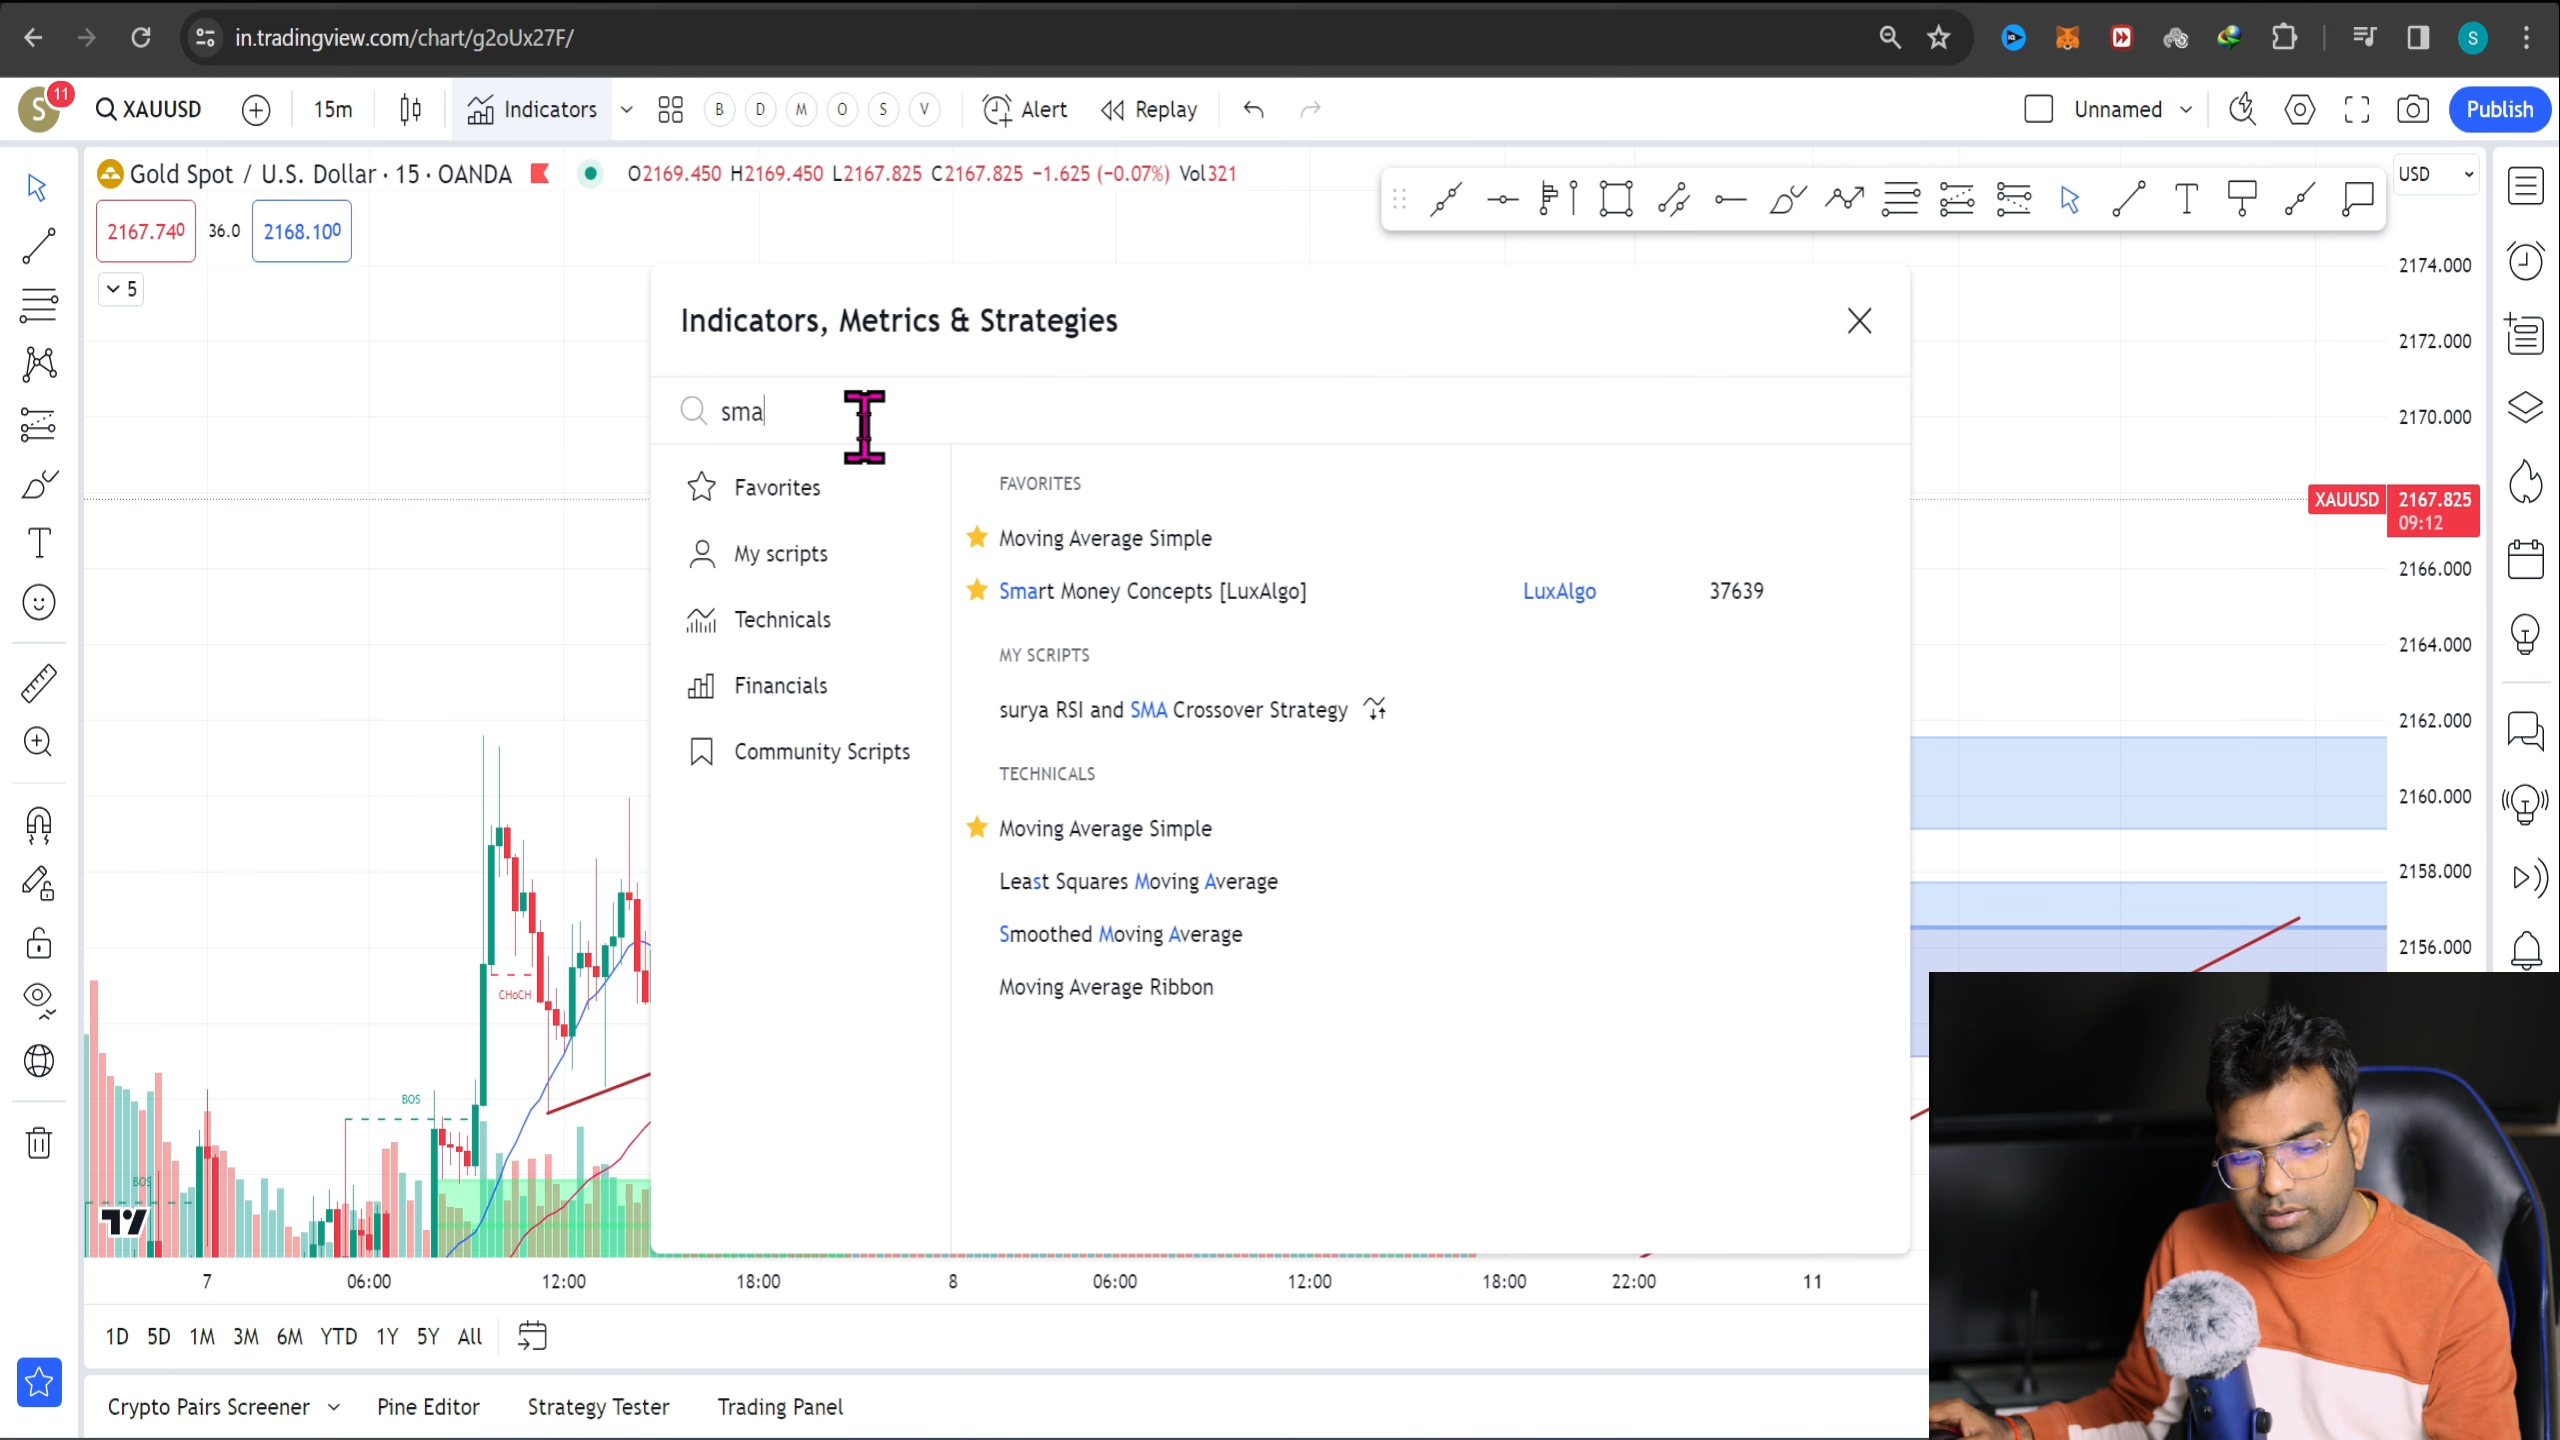 in.tradingview.com/chart/g2oUx27F/
S
S
11
XAUUSD
15m
Indicators
B
D
M
O
S
V
Alert
Replay
Unnamed
Publish
Gold Spot / U.S. Dollar · 15 · OANDA
O2169.450 H2169.450 L2167.825 C2167.825 −1.625 (−0.07%) Vol321
USD
2167.740
36.0
2168.100
5
Indicators, Metrics & Strategies
sma
Favorites
My scripts
Technicals
Financials
Community Scripts
FAVORITES
Moving Average Simple
Smart Money Concepts [LuxAlgo] LuxAlgo 37639
MY SCRIPTS
surya RSI and SMA Crossover Strategy
TECHNICALS
Moving Average Simple
Least Squares Moving Average
Smoothed Moving Average
Moving Average Ribbon
2174.000
2172.000
2170.000
XAUUSD 2167.825
09:12
2166.000
2164.000
2162.000
2160.000
2158.000
2156.000
CHoCH
BOS
BOS
7 06:00 12:00 18:00 8 06:00 12:00 18:00 22:00 11
1D 5D 1M 3M 6M YTD 1Y 5Y All
Crypto Pairs Screener Pine Editor Strategy Tester Trading Panel